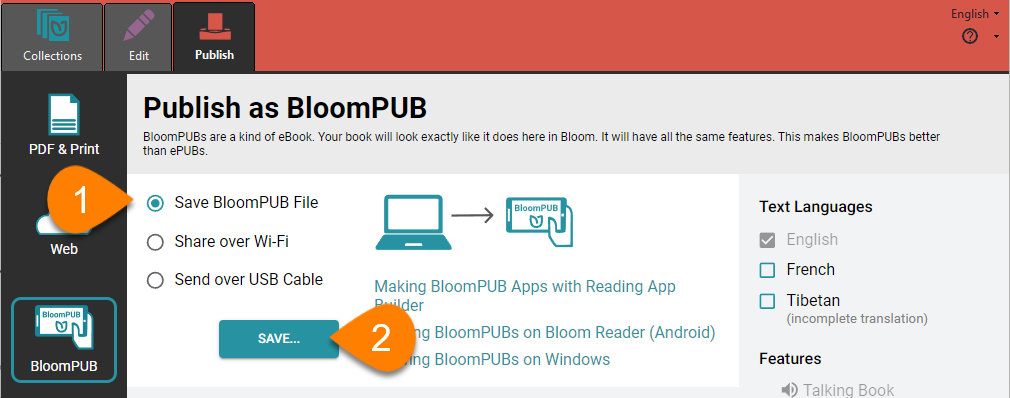 English
Collections
Edit
Publish
PDF & Print
Web
BloomPUB
BloomPUB
Publish as BloomPUB
BloomPUBs are a kind of eBook. Your book will look exactly like it does here in Bloom. It will have all the same features. This makes BloomPUBs better
than ePUBs.
1
Save BloomPUB File
Share over Wi-Fi
Send over USB Cable
SAVE...
2
BloomPUB
Making BloomPUB Apps with Reading App
Builder
BloomPUBs on Bloom Reader (Android)
BloomPUBs on Windows
Text Languages
English
French
Tibetan
(incomplete translation)
Features
Talking Book